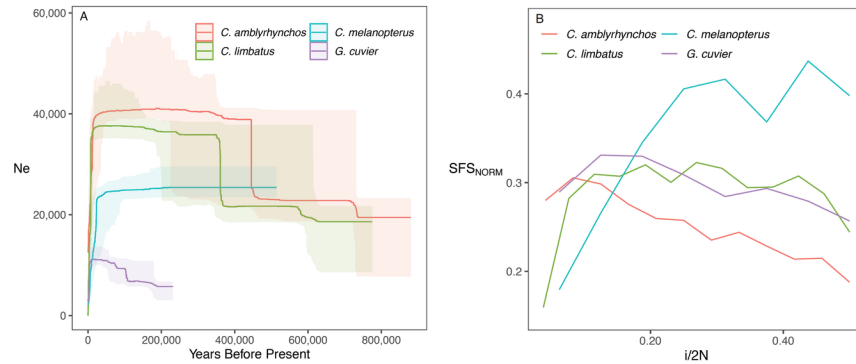 A
C. amblyrhynchos
C. melanopterus
C. limbatus
G. cuvier
60,000
40,000
20,000
0
Ne
0
200,000
400,000
600,000
800,000
Years Before Present
B
C. amblyrhynchos
C. melanopterus
C. limbatus
G. cuvier
0.4
0.3
0.2
SFSNORM
0.20
0.40
i/2N